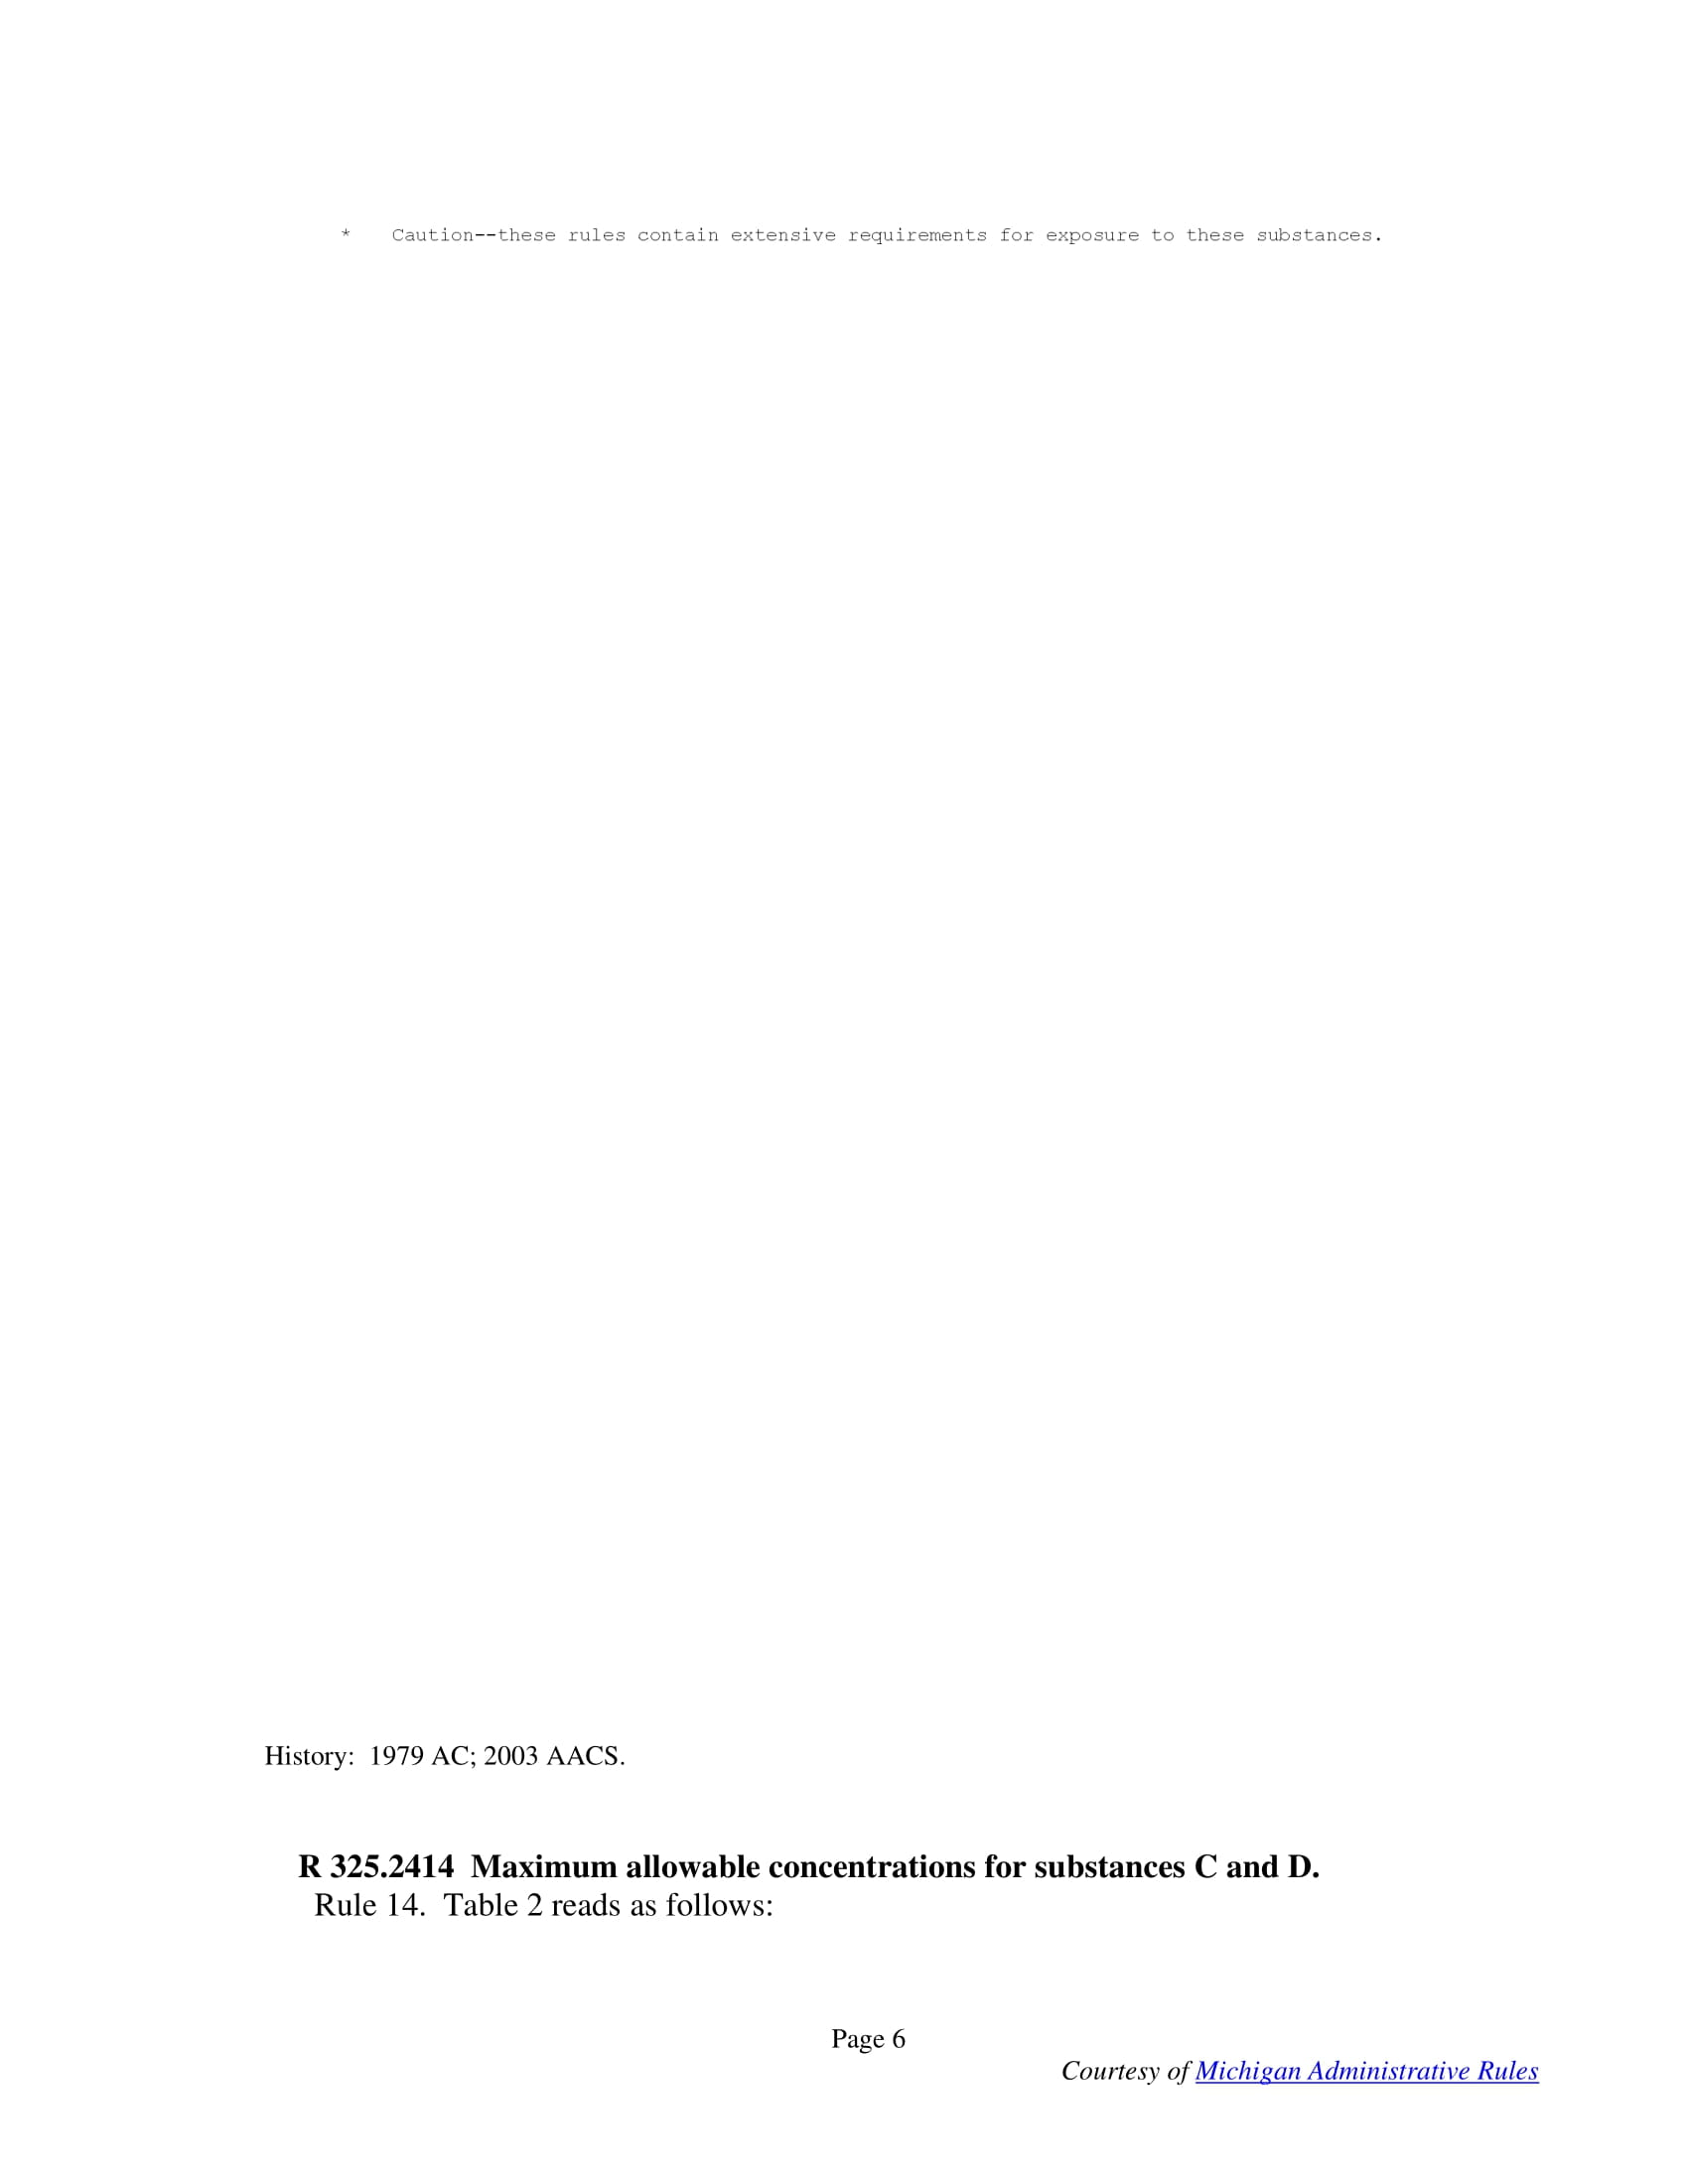 * Caution--these rules contain extensive requirements for exposure to these substances.
History: 1979 AC; 2003 AACS.
R 325.2414 Maximum allowable concentrations for substances C and D.
Rule 14. Table 2 reads as follows:
Page 6
Courtesy of Michigan Administrative Rules